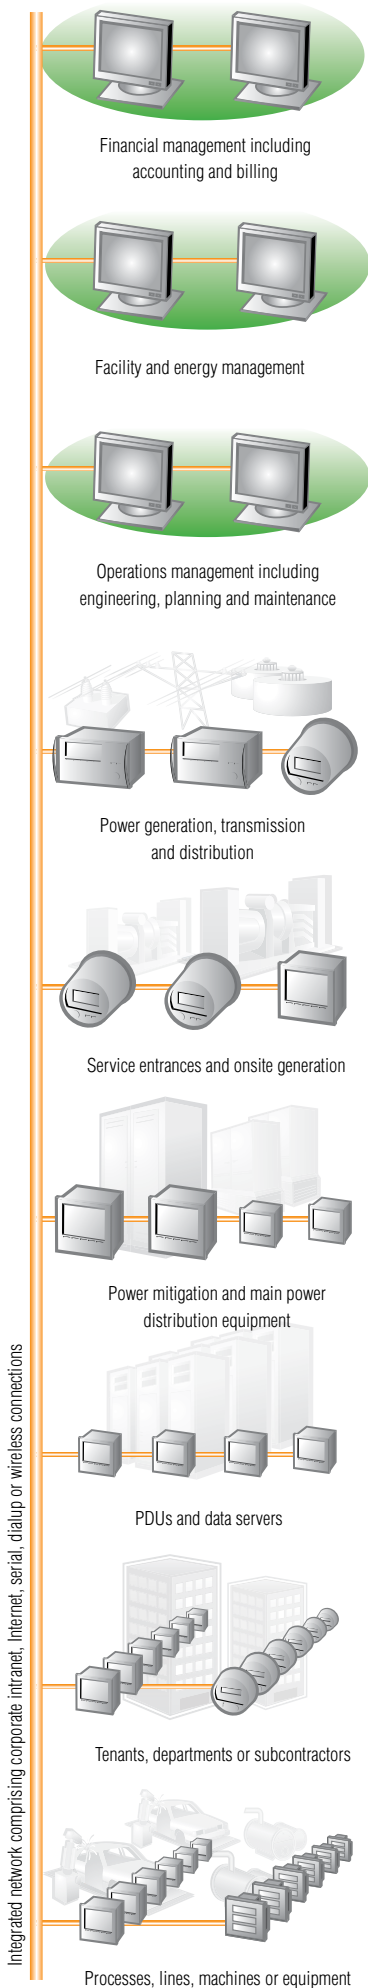 Financial management including
accounting and billing
Facility and energy management
Operations management including
engineering, planning and maintenance
Power generation, transmission
and distribution
Service entrances and onsite generation
Power mitigation and main power
distribution equipment
PDUs and data servers
Tenants, departments or subcontractors
Processes, lines, machines or equipment
Integrated network comprising corporate intranet, Internet, serial, dialup or wireless connections